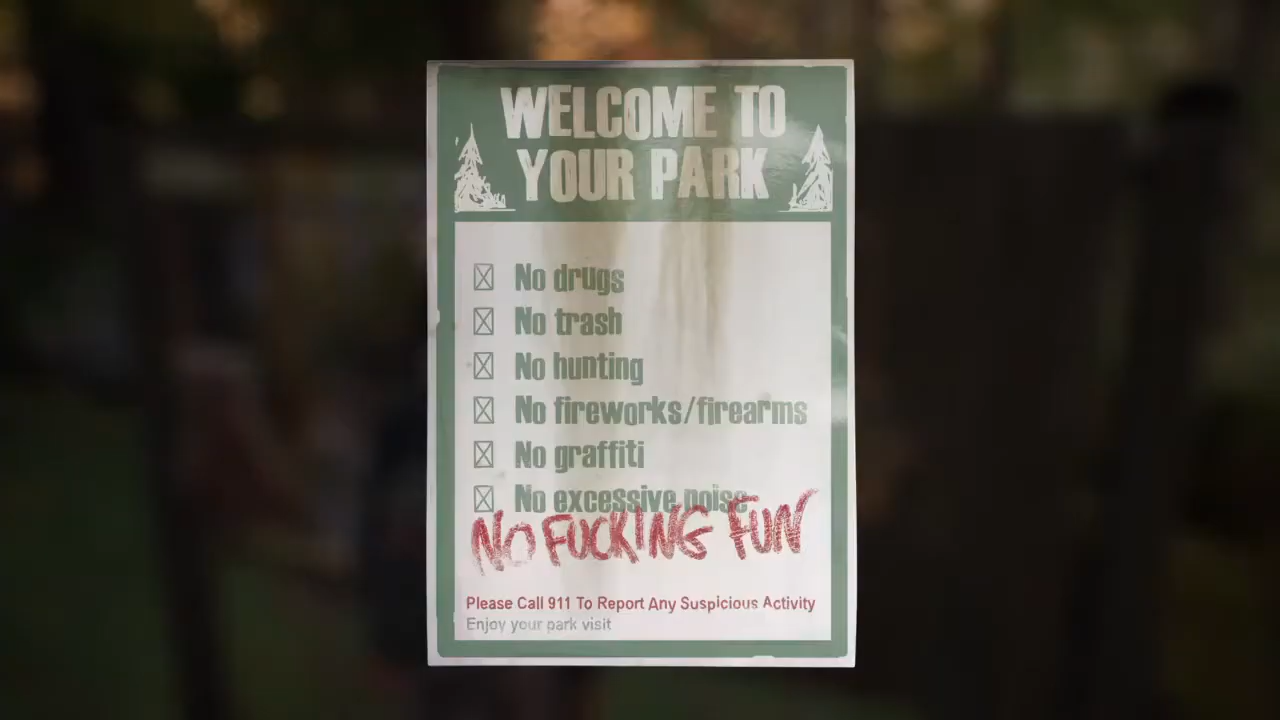 WELCOME TO
YOUR PARK
No drugs
No trash
No hunting
No fireworks/firearms
No graffiti
No excessive noise
NO FUCKING FUN
Please Call 911 To Report Any Suspicious Activity
Enjoy your park visit